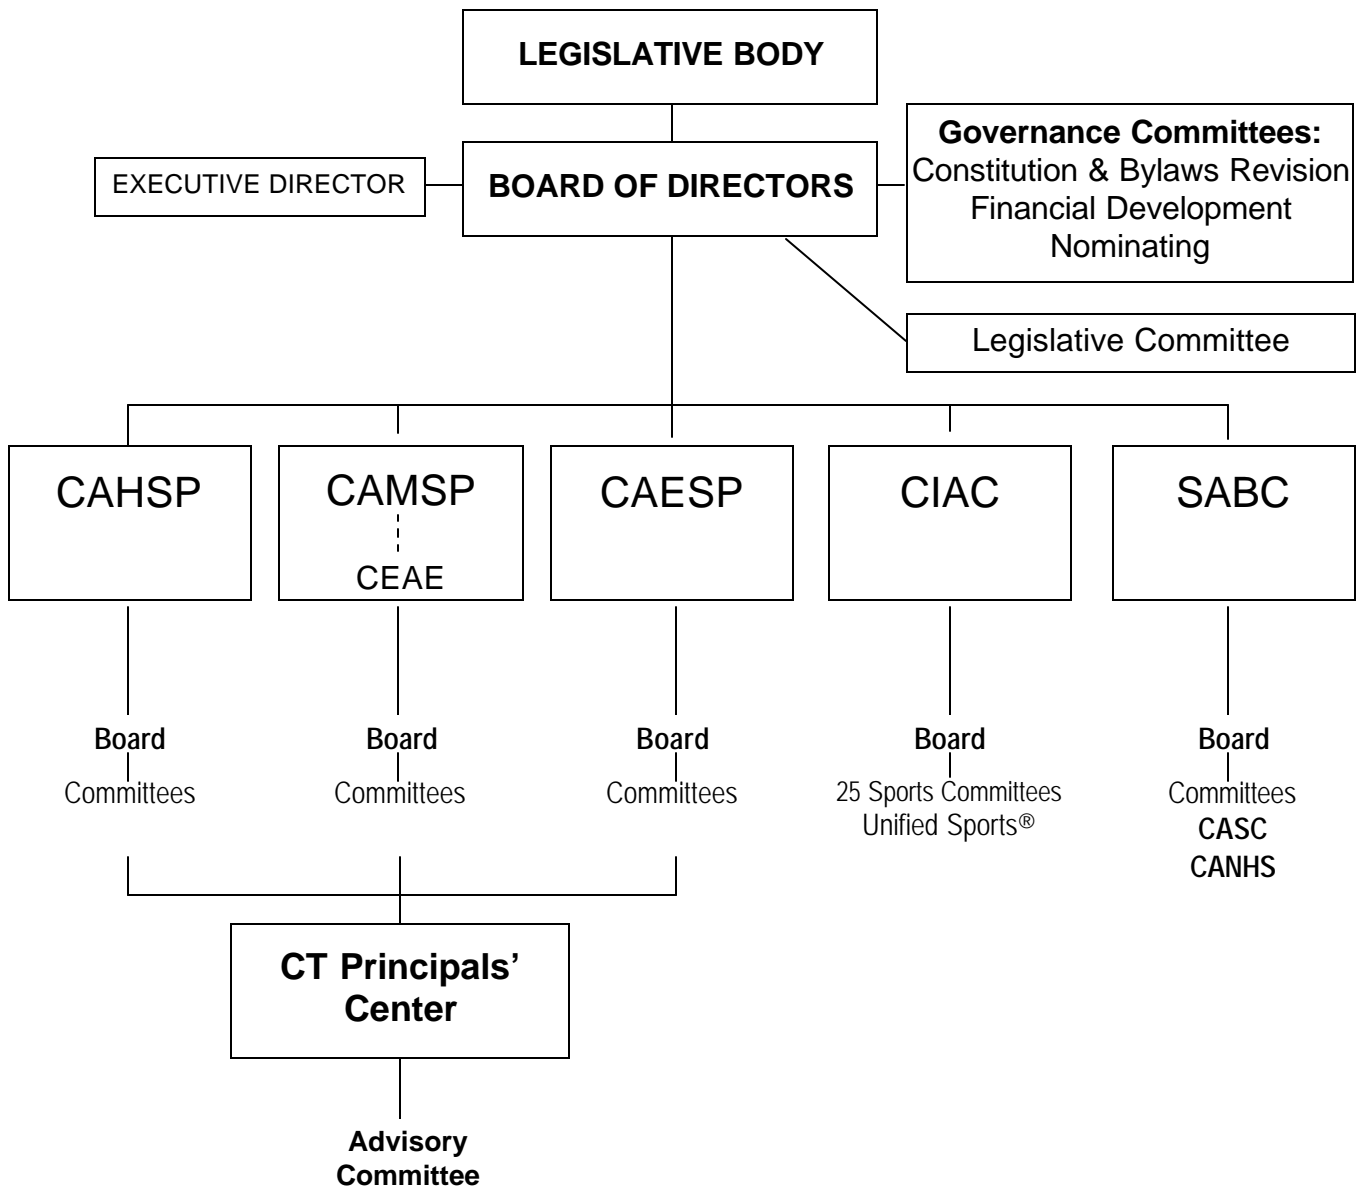 LEGISLATIVE BODY
EXECUTIVE DIRECTOR
BOARD OF DIRECTORS
Governance Committees:
Constitution & Bylaws Revision
Financial Development
Nominating
Legislative Committee
CAHSP
CAMSP
CEAE
CAESP
CIAC
SABC
Board
Committees
Board
Committees
Board
Committees
Board
25 Sports Committees
Unified Sports®
Board
Committees
CASC
CANHS
CT Principals’
Center
Advisory
Committee